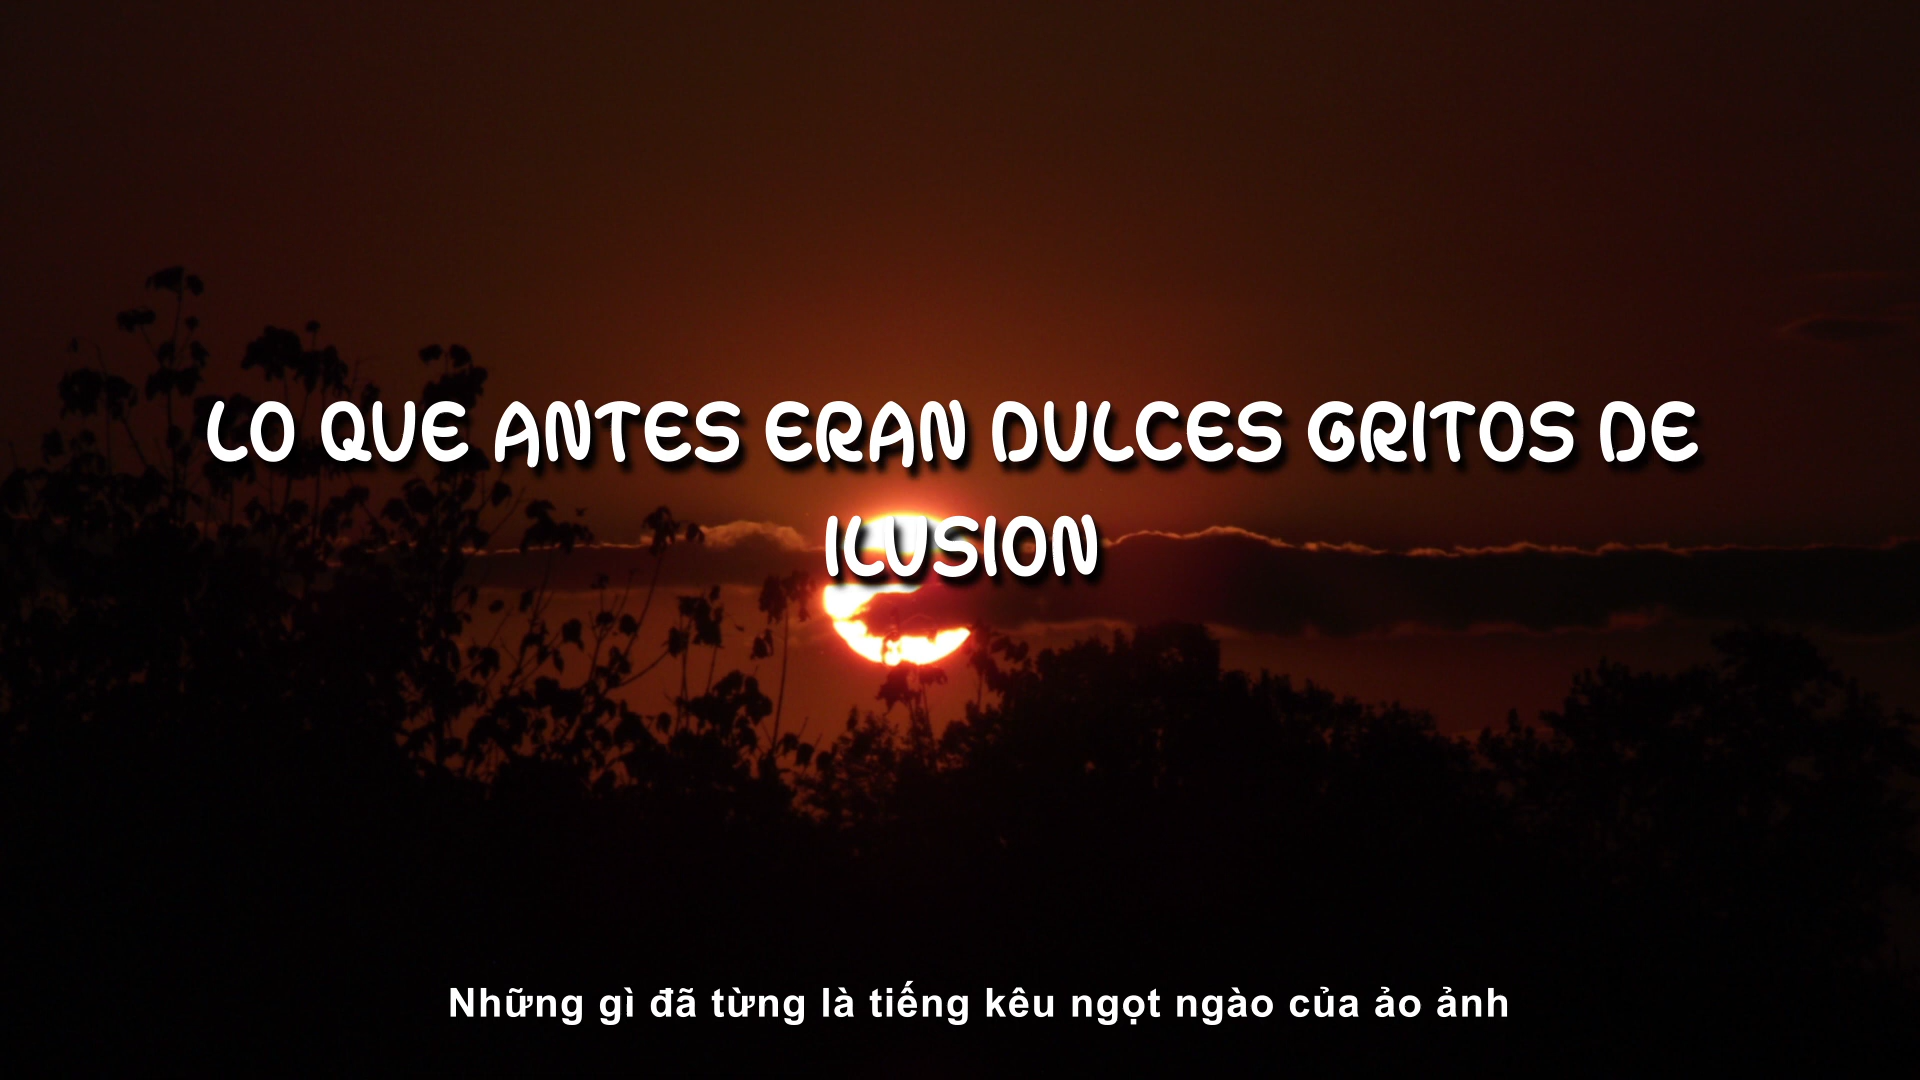 LO QUE ANTES ERAN DULCES GRITOS DE
ILUSION
Những gì đã từng là tiếng kêu ngọt ngào của ảo ảnh